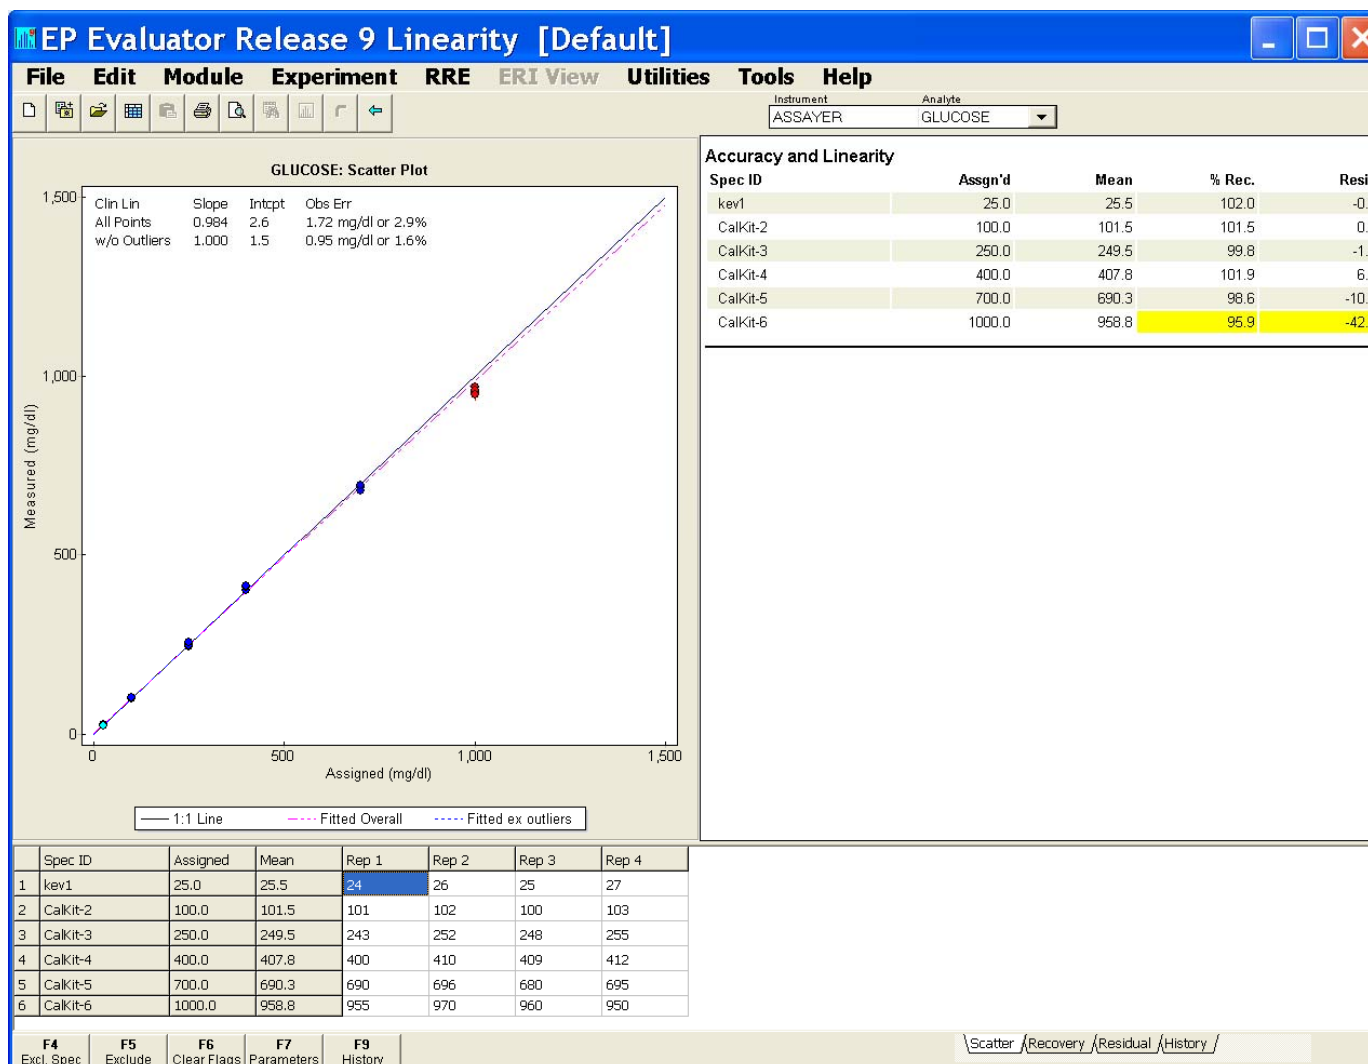 EP Evaluator Release 9 Linearity [Default]
File Edit Module Experiment RRE ERI View Utilities Tools Help
Instrument Analyte
ASSAYER GLUCOSE
GLUCOSE: Scatter Plot
Clin Lin Slope Intcpt Obs Err
All Points 0.984 2.6 1.72 mg/dl or 2.9%
w/o Outliers 1.000 1.5 0.95 mg/dl or 1.6%
1,500
1,000
500
0
Measured (mg/dl)
0 500 1,000 1,500
Assigned (mg/dl)
1:1 Line Fitted Overall Fitted ex outliers
Accuracy and Linearity
Spec ID Assgn'd Mean % Rec. Resi
kev1 25.0 25.5 102.0 -0.
CalKit-2 100.0 101.5 101.5 0.
CalKit-3 250.0 249.5 99.8 -1.
CalKit-4 400.0 407.8 101.9 6.
CalKit-5 700.0 690.3 98.6 -10.
CalKit-6 1000.0 958.8 95.9 -42.
Spec ID Assigned Mean Rep 1 Rep 2 Rep 3 Rep 4
1 kev1 25.0 25.5 24 26 25 27
2 CalKit-2 100.0 101.5 101 102 100 103
3 CalKit-3 250.0 249.5 243 252 248 255
4 CalKit-4 400.0 407.8 400 410 409 412
5 CalKit-5 700.0 690.3 690 696 680 695
6 CalKit-6 1000.0 958.8 955 970 960 950
F4 F5 F6 F7 F9
Excl. Spec Exclude Clear Flags Parameters History
Scatter Recovery Residual History